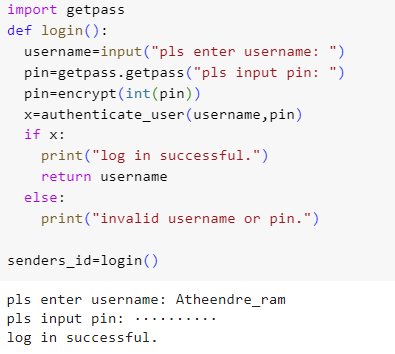 import getpass
def login():
  username=input("pls enter username: ")
  pin=getpass.getpass("pls input pin: ")
  pin=encrypt(int(pin))
  x=authenticate_user(username,pin)
  if x:
    print("log in successful.")
    return username
  else:
    print("invalid username or pin.")

senders_id=login()

pls enter username: Atheendre_ram
pls input pin: ··········
log in successful.